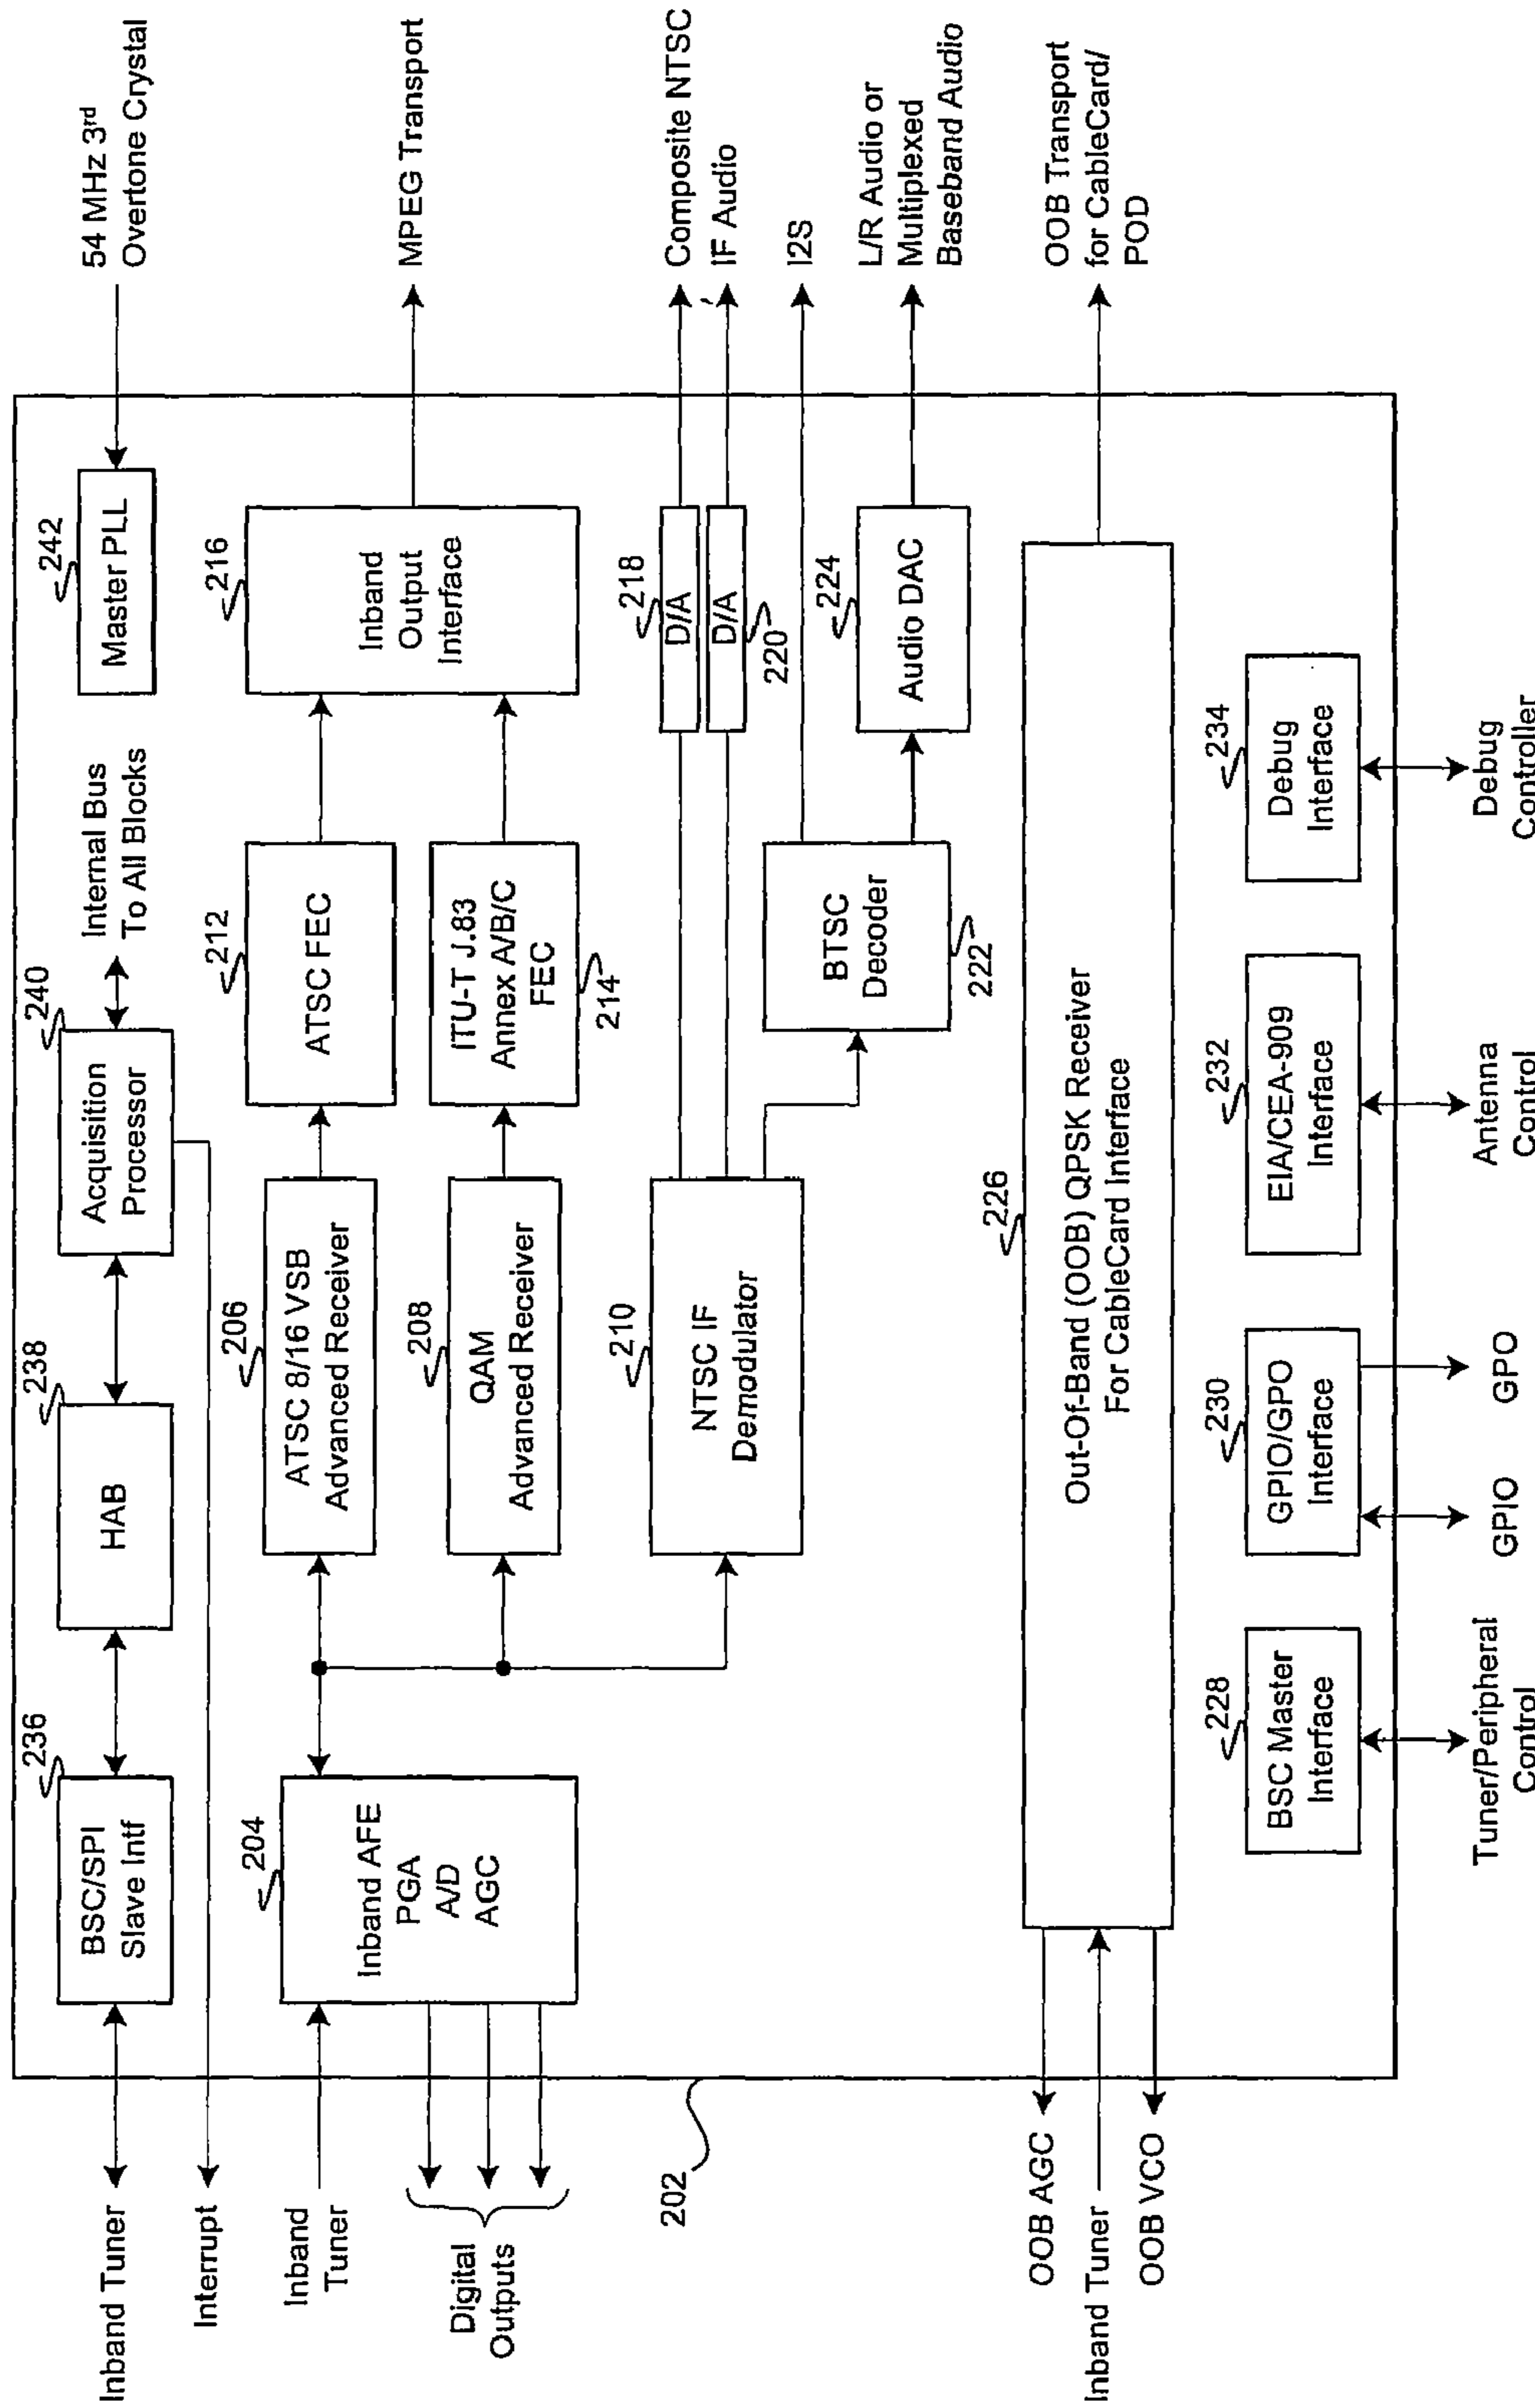 Inband Tuner
Interrupt
Inband
Tuner
Digital
Outputs
202
OOB AGC
Inband Tuner
OOB VCO
236
BSC/SPI
Slave Intf
238
HAB
240
Acquisition
Processor
Internal Bus
To All Blocks
242
Master PLL
54 MHz 3rd
Overtone Crystal
204
Inband AFE
PGA
A/D
AGC
206
ATSC 8/16 VSB
Advanced Receiver
208
QAM
Advanced Receiver
210
NTSC IF
Demodulator
212
ATSC FEC
ITU-T J.83
Annex A/B/C
FEC
214
216
Inband
Output
Interface
MPEG Transport
218
D/A
D/A
220
Composite NTSC
IF Audio
BTSC
Decoder
222
I2S
224
Audio DAC
L/R Audio or
Multiplexed
Baseband Audio
226
Out-Of-Band (OOB) QPSK Receiver
For CableCard Interface
OOB Transport
for CableCard/
POD
228
BSC Master
Interface
Tuner/Peripheral
Control
230
GPIO/GPO
Interface
GPIO
GPO
232
EIA/CEA-909
Interface
Antenna
Control
234
Debug
Interface
Debug
Controller